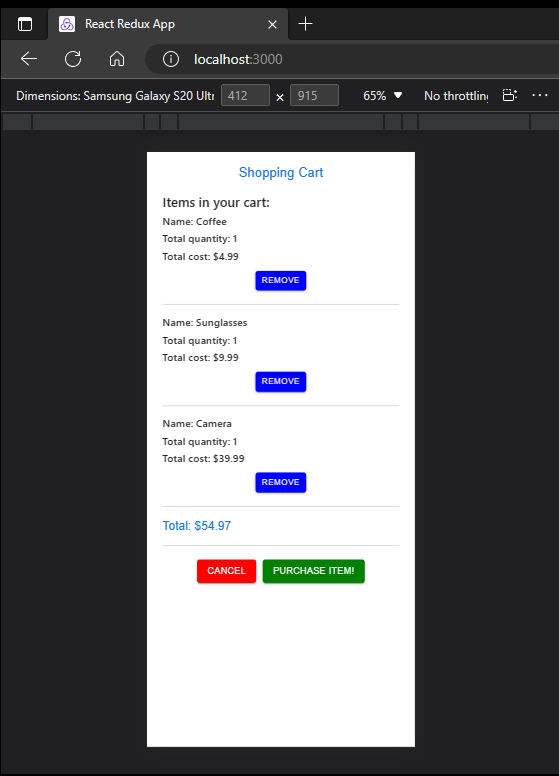 React Redux App
localhost:3000
Dimensions: Samsung Galaxy S20 Ultr 412 × 915 65% No throttling
Shopping Cart
Items in your cart:
Name: Coffee
Total quantity: 1
Total cost: $4.99
REMOVE
Name: Sunglasses
Total quantity: 1
Total cost: $9.99
REMOVE
Name: Camera
Total quantity: 1
Total cost: $39.99
REMOVE
Total: $54.97
CANCEL PURCHASE ITEM!